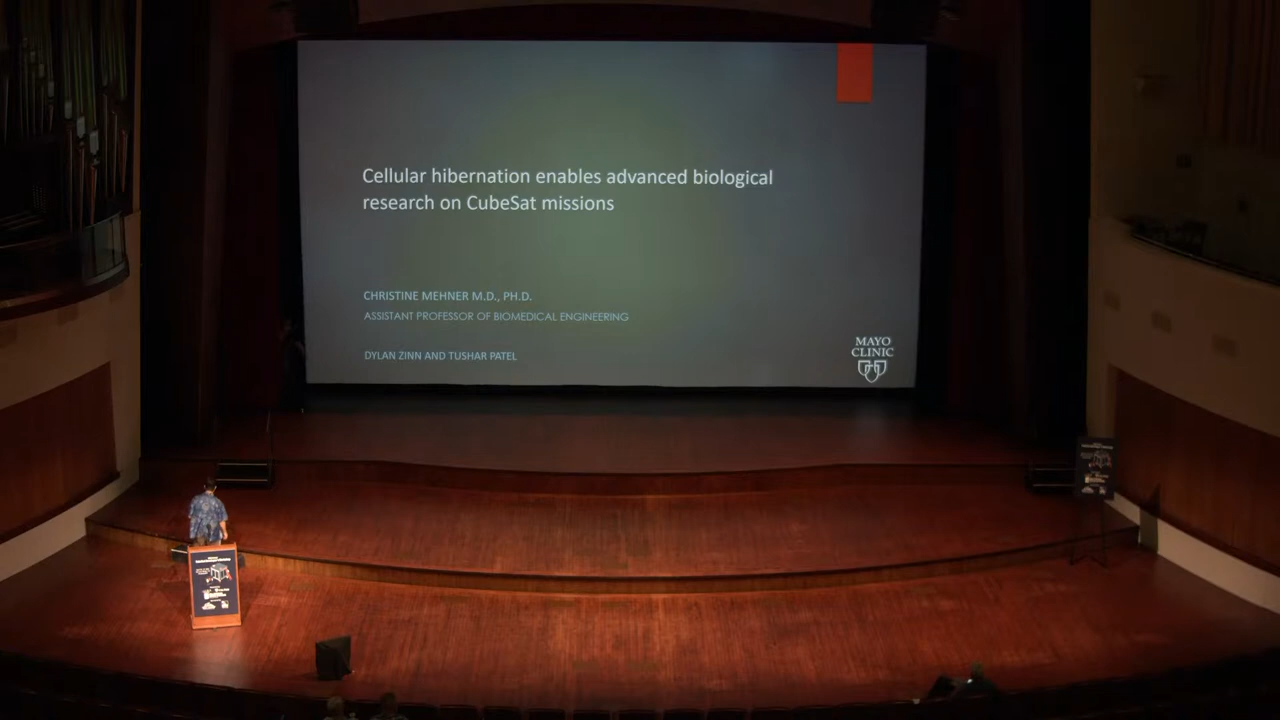 Cellular hibernation enables advanced biological
research on CubeSat missions
CHRISTINE MEHNER M.D., PH.D.
ASSISTANT PROFESSOR OF BIOMEDICAL ENGINEERING
DYLAN ZINN AND TUSHAR PATEL
MAYO
CLINIC